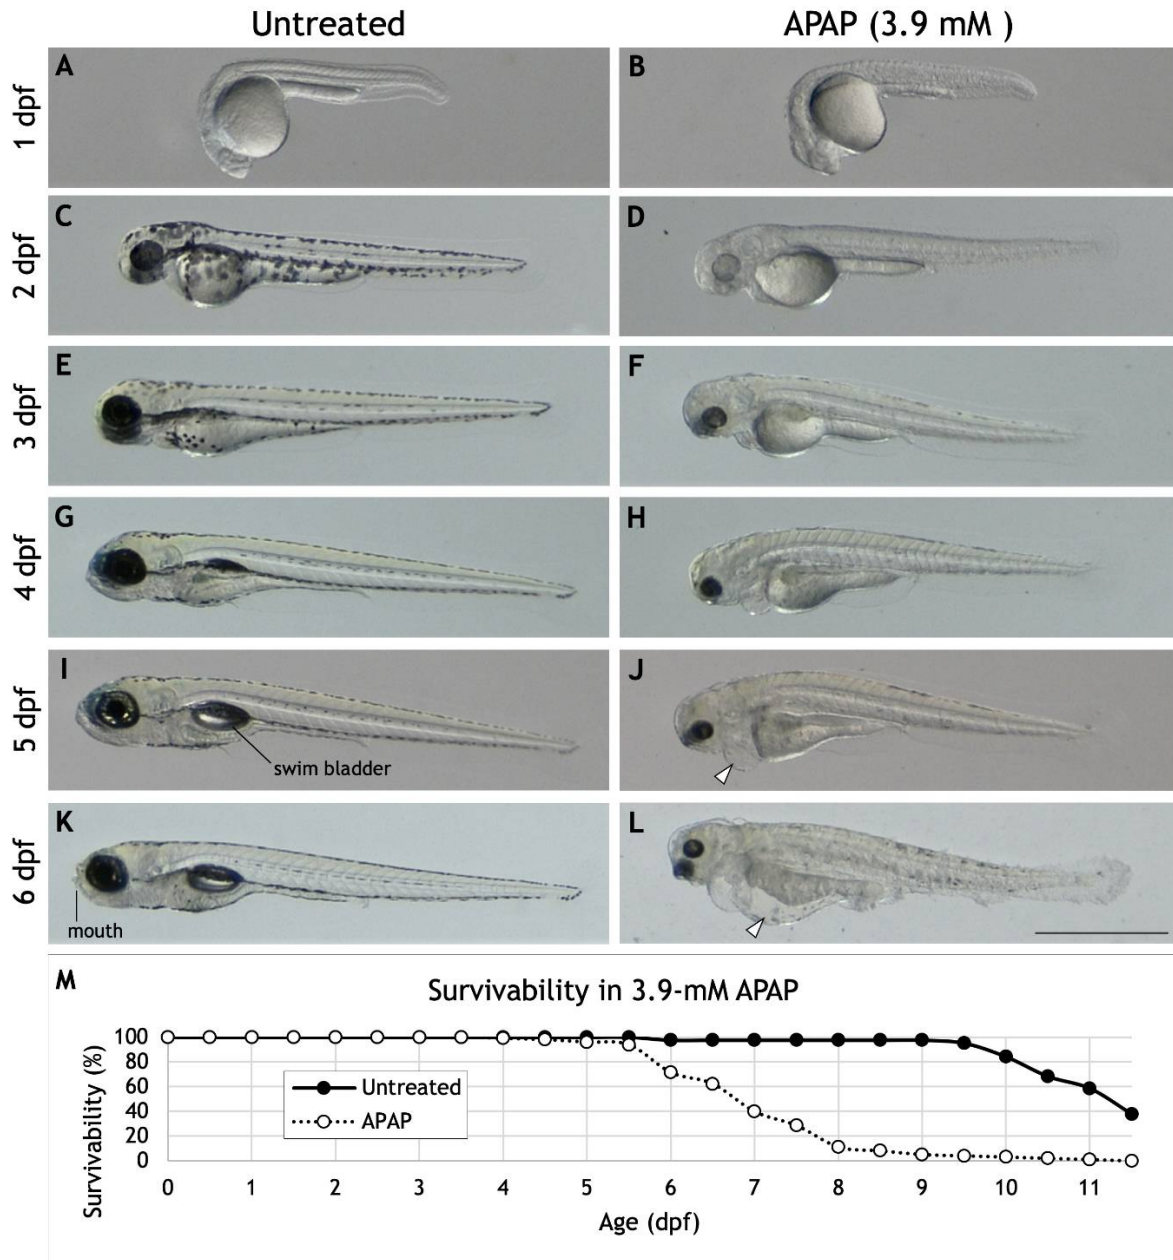 Untreated
APAP (3.9 mM )
1 dpf
A
B
2 dpf
C
D
3 dpf
E
F
4 dpf
G
H
5 dpf
I
swim bladder
J
6 dpf
K
mouth
L
M
Survivability in 3.9-mM APAP
Survivability (%)
100
80
60
40
20
0
Untreated
APAP
0 1 2 3 4 5 6 7 8 9 10 11
Age (dpf)